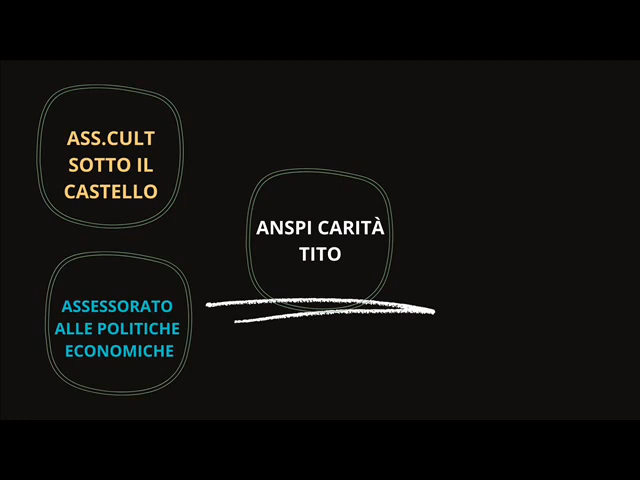 ASS.CULT
SOTTO IL
CASTELLO
ANSPI CARITÀ
TITO
ASSESSORATO
ALLE POLITICHE
ECONOMICHE